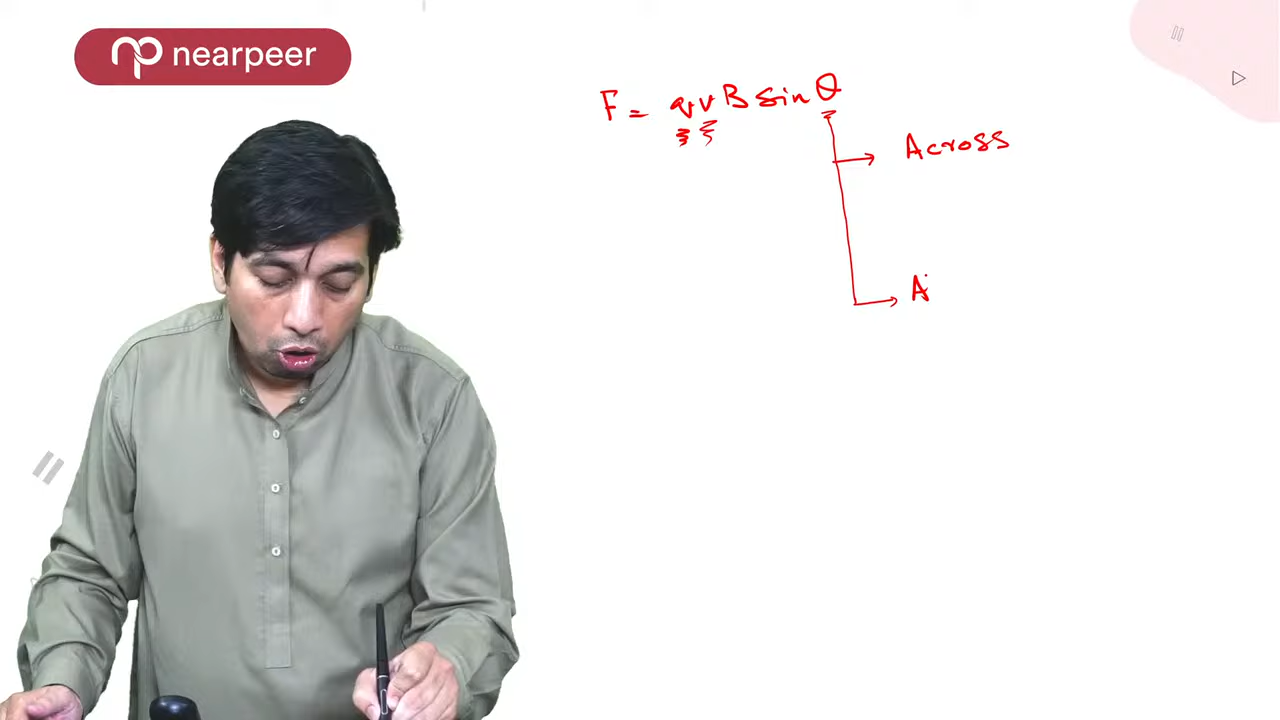 nearpeer
F = qvB sin θ
Across
A